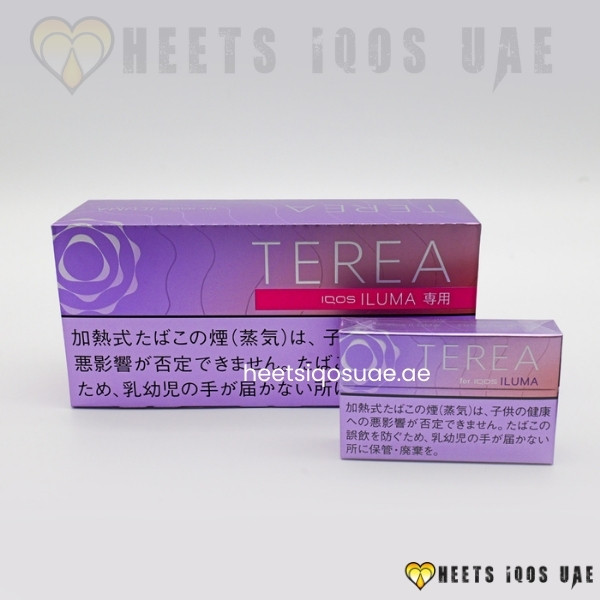 HEETS iQOS UAE
TEREA
for IQOS ILUMA
TEREA
IQOS ILUMA 専用
加熱式たばこの煙(蒸気)は、子
悪影響が否定できません。たばこ
ため、乳幼児の手が届かない所に
heetsiqosuae.ae
TEREA
for IQOS ILUMA
加熱式たばこの煙(蒸気)は、子供の健康
への悪影響が否定できません。たばこの
誤飲を防ぐため、乳幼児の手が届かない
所に保管・廃棄を。
HEETS iQOS UAE